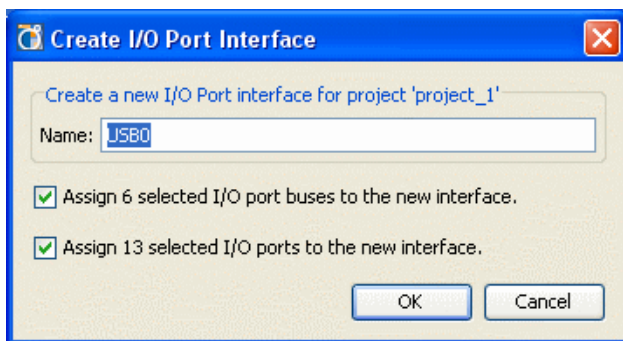 Create I/O Port Interface
Create a new I/O Port interface for project 'project_1'
Name: USB0
Assign 6 selected I/O port buses to the new interface.
Assign 13 selected I/O ports to the new interface.
OK Cancel